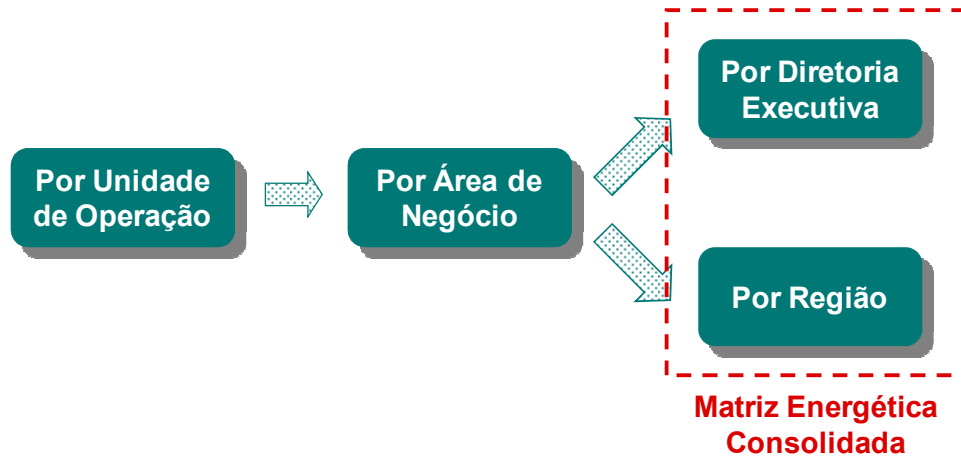 Por Unidade
de Operação
Por Área de
Negócio
Por Diretoria
Executiva
Por Região
Matriz Energética
Consolidada